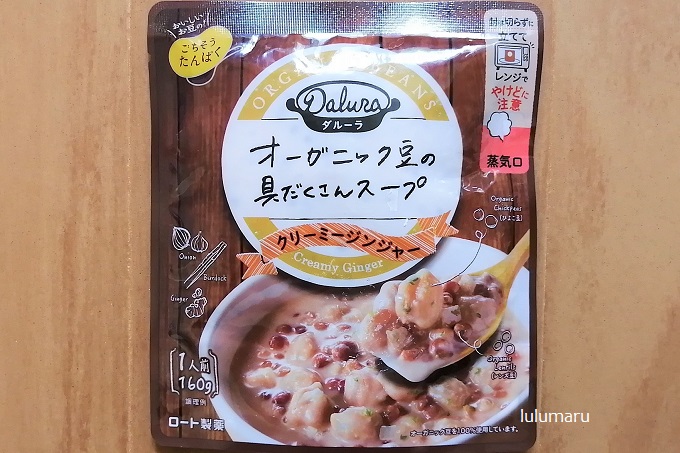 おいしい
お豆の
ごちそう
たんぱく
ORGANIC BEANS
Dalura
ダルーラ
オーガニック豆の
具だくさんスープ
クリーミージンジャー
Creamy Ginger
封を切らずに
立てて
レンジで
やけどに
注意
蒸気口
Organic
Chickpeas
(ひよこ豆)
Onion
Burdock
Ginger
Organic
Lentils
(レンズ豆)
1人前
160g
調理例
ロート製薬
オーガニック豆を100%使用しています。
lulumaru